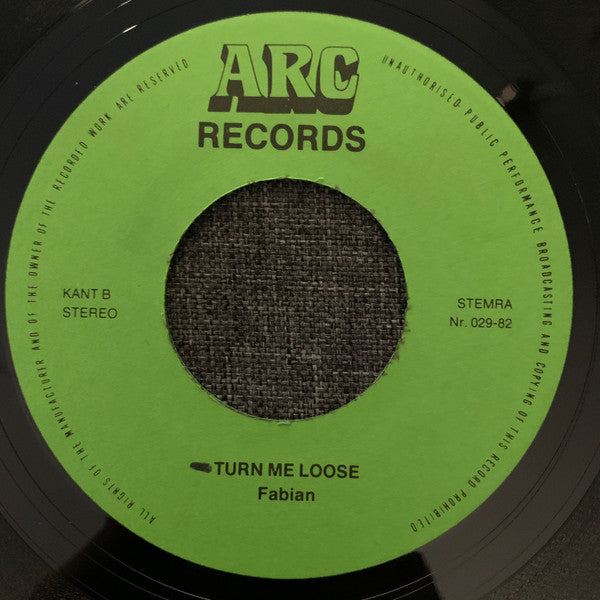 ARC
RECORDS
ALL RIGHTS OF THE MANUFACTURER AND OF THE OWNER OF THE RECORDED WORK ARE RESERVED
UNAUTHORISED PUBLIC PERFORMANCE BROADCASTING AND COPYING OF THIS RECORD PROHIBITED
KANT B
STEREO
STEMRA
Nr. 029-82
TURN ME LOOSE
Fabian